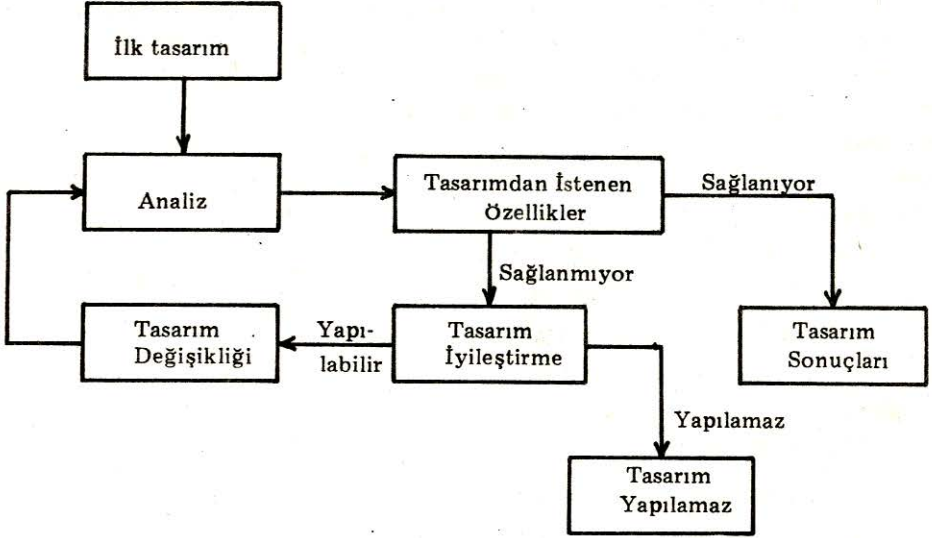 İlk tasarım
Analiz
Tasarımdan İstenen
Özellikler
Sağlanıyor
Sağlanmıyor
Tasarım
Değişikliği
Yapı-
labilir
Tasarım
İyileştirme
Tasarım
Sonuçları
Yapılamaz
Tasarım
Yapılamaz